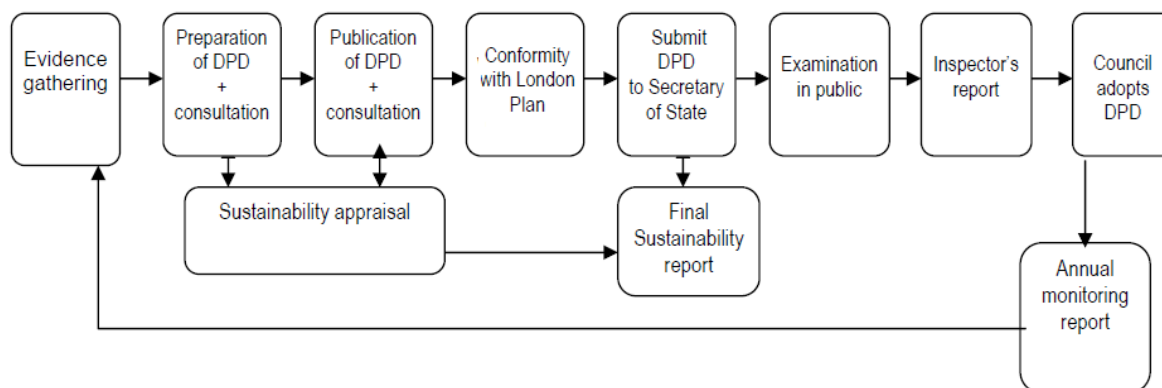 Evidence
gathering
Preparation
of DPD
+
consultation
Publication
of DPD
+
consultation
, Conformity
with London
Plan
Submit
DPD
to Secretary
of State
Examination
in public
Inspector's
report
Council
adopts
DPD
Sustainability appraisal
Final
Sustainability
report
Annual
monitoring
report